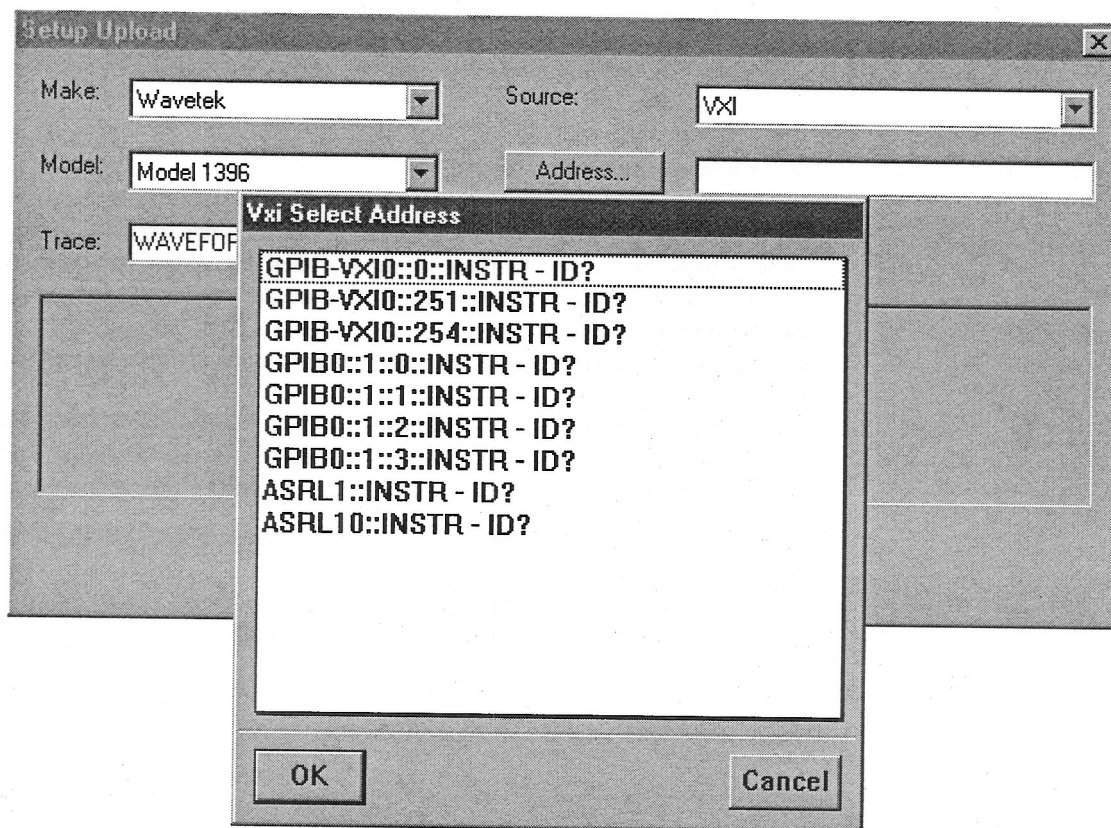 Setup Upload
Make: Wavetek Source: VXI
Model: Model 1396 Address...
Vxi Select Address
Trace:
GPIB-VXI0::0::INSTR - ID?
GPIB-VXI0::251::INSTR - ID?
GPIB-VXI0::254::INSTR - ID?
GPIB0::1::0::INSTR - ID?
GPIB0::1::1::INSTR - ID?
GPIB0::1::2::INSTR - ID?
GPIB0::1::3::INSTR - ID?
ASRL1::INSTR - ID?
ASRL10::INSTR - ID?
OK Cancel